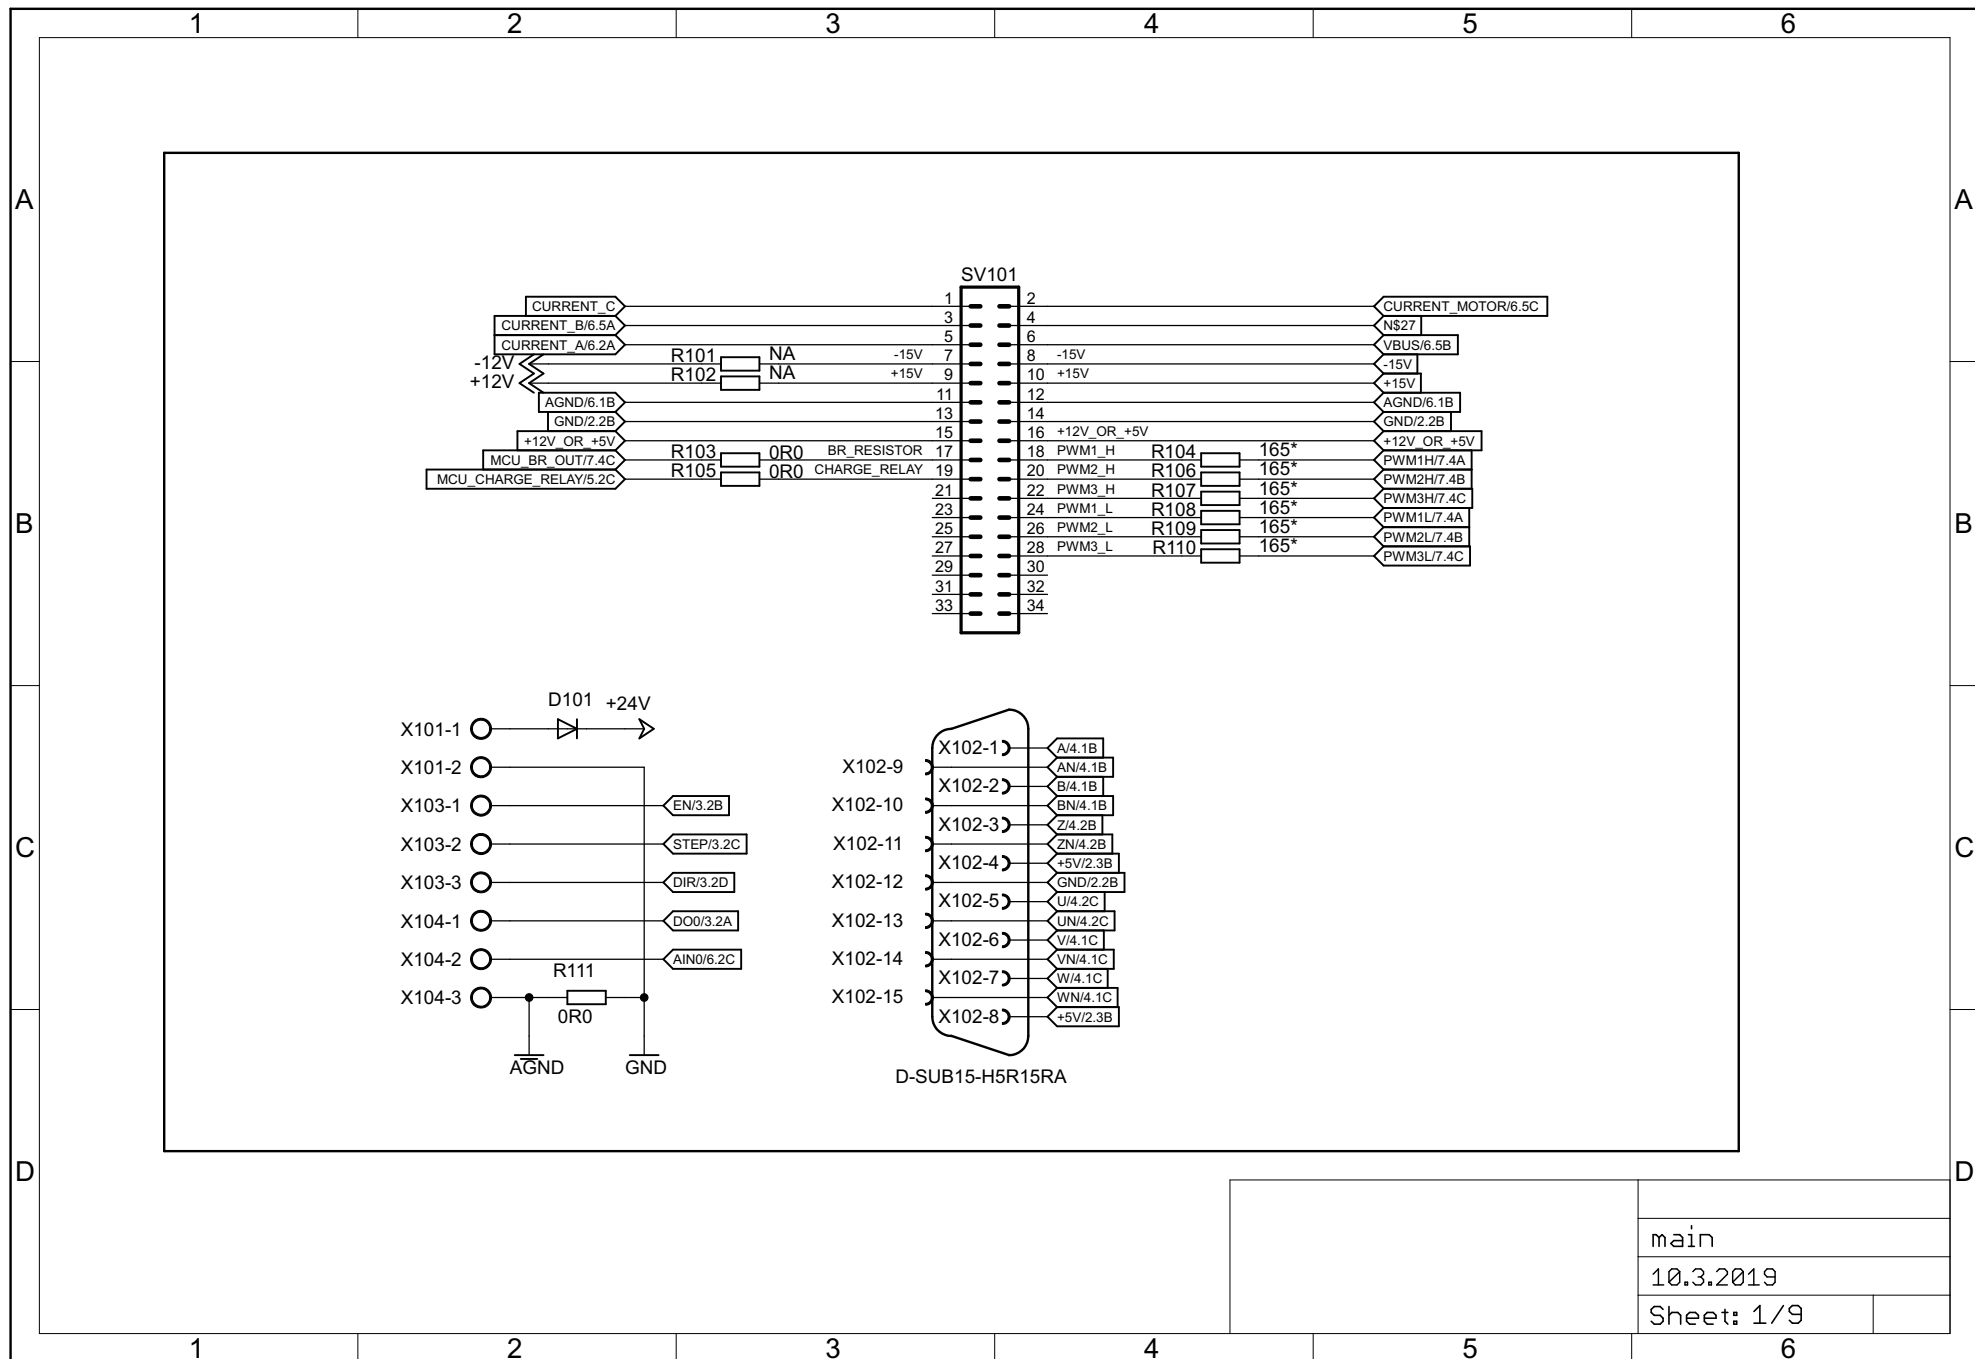 1 2 3 4 5 6
A A
SV101
CURRENT_C 1 2 CURRENT_MOTOR/6.5C
CURRENT_B/6.5A 3 4 N$27
CURRENT_A/6.2A 5 6 VBUS/6.5B
-12V R101 NA -15V 7 8 -15V -15V
+12V R102 NA +15V 9 10 +15V +15V
AGND/6.1B 11 12 AGND/6.1B
GND/2.2B 13 14 GND/2.2B
+12V_OR_+5V 15 16 +12V_OR_+5V +12V_OR_+5V
MCU_BR_OUT/7.4C R103 0R0 BR_RESISTOR 17 18 PWM1_H R104 165* PWM1H/7.4A
MCU_CHARGE_RELAY/5.2C R105 0R0 CHARGE_RELAY 19 20 PWM2_H R106 165* PWM2H/7.4B
21 22 PWM3_H R107 165* PWM3H/7.4C
23 24 PWM1_L R108 165* PWM1L/7.4A
B B
25 26 PWM2_L R109 165* PWM2L/7.4B
27 28 PWM3_L R110 165* PWM3L/7.4C
29 30
31 32
33 34
D101 +24V
X101-1
X101-2
X103-1 EN/3.2B
X103-2 STEP/3.2C
X103-3 DIR/3.2D
X104-1 DO0/3.2A
X104-2 AIN0/6.2C
R111
X104-3
0R0
AGND GND
X102-1 A/4.1B
X102-9 AN/4.1B
X102-2 B/4.1B
X102-10 BN/4.1B
X102-3 Z/4.2B
X102-11 ZN/4.2B
X102-4 +5V/2.3B
X102-12 GND/2.2B
X102-5 U/4.2C
X102-13 UN/4.2C
X102-6 V/4.1C
X102-14 VN/4.1C
X102-7 W/4.1C
X102-15 WN/4.1C
X102-8 +5V/2.3B
D-SUB15-H5R15RA
C C
D D
main
10.3.2019
Sheet: 1/9
1 2 3 4 5 6